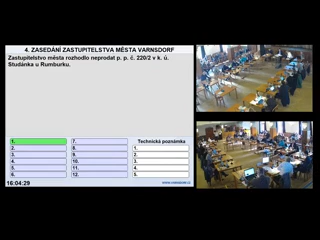 4. ZASEDÁNÍ ZASTUPITELSTVA MĚSTA VARNSDORF
Zastupitelstvo města rozhodlo neprodat p. p. č. 220/2 v k. ú.
Studánka u Rumburku.
1. 7. Technická poznámka
2. 8. 1.
3. 9. 2.
4. 10. 3.
5. 11. 4.
6. 12. 5.
16:04:29